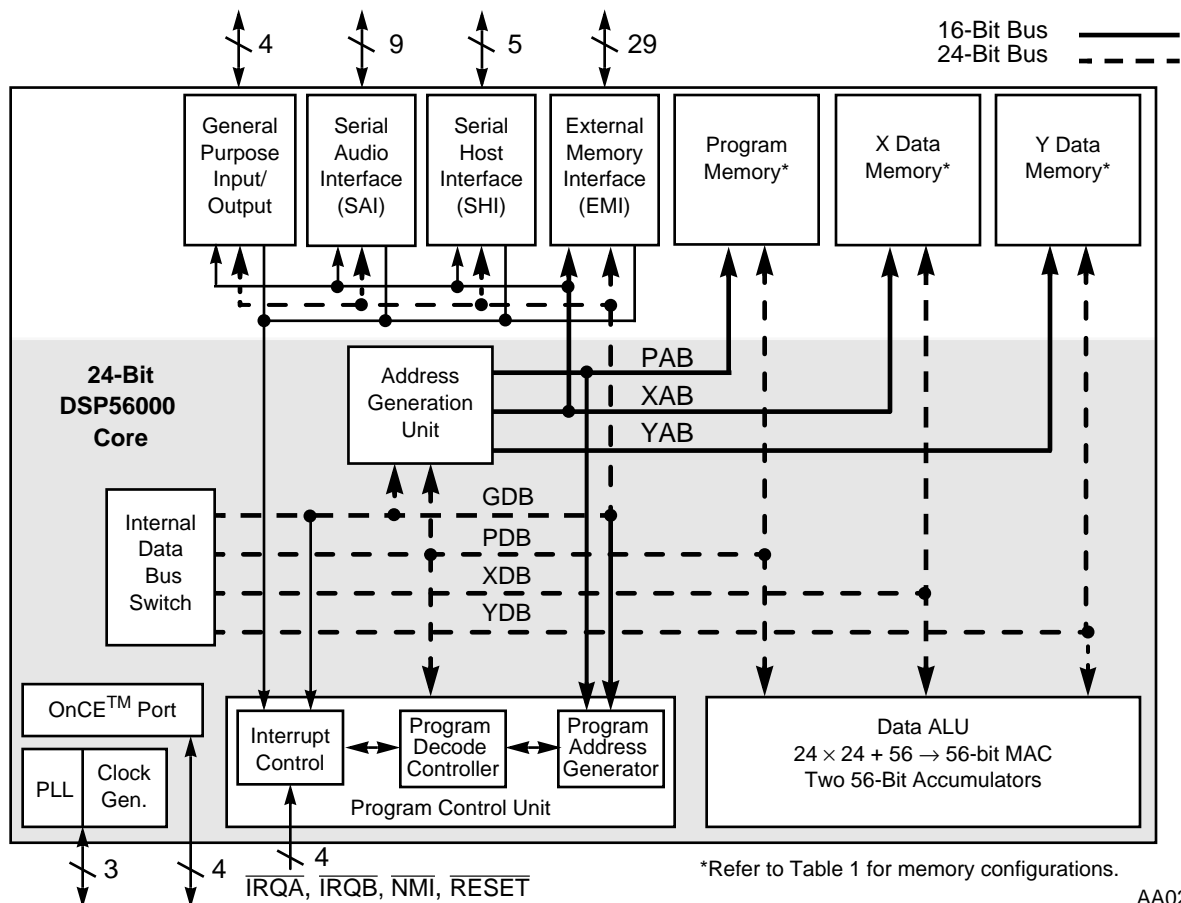 4
9
5
29
16-Bit Bus
24-Bit Bus
General
Purpose
Input/
Output
Serial
Audio
Interface
(SAI)
Serial
Host
Interface
(SHI)
External
Memory
Interface
(EMI)
Program
Memory*
X Data
Memory*
Y Data
Memory*
24-Bit
DSP56000
Core
Address
Generation
Unit
PAB
XAB
YAB
Internal
Data
Bus
Switch
GDB
PDB
XDB
YDB
OnCE™ Port
PLL
Clock
Gen.
Interrupt
Control
Program
Decode
Controller
Program
Address
Generator
Program Control Unit
Data ALU
24 × 24 + 56 → 56-bit MAC
Two 56-Bit Accumulators
3
4
4
IRQA, IRQB, NMI, RESET
*Refer to Table 1 for memory configurations.
AA02